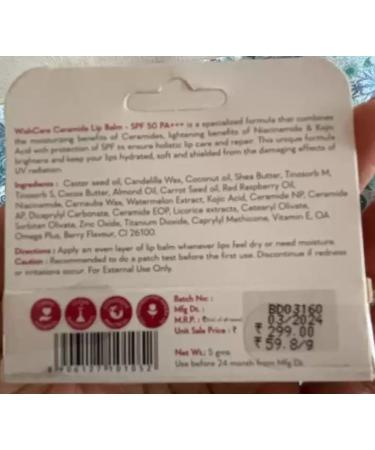 WishCare Ceramide Lip Balm - SPF 50 PA+++ is a specialized formula that combines
the moisturizing benefits of Ceramides, lightening benefits of Niacinamide & Kojic
Acid with protection of SPF to ensure holistic lip care and repair. This unique formula
brightens and keep your lips hydrated, soft and shielded from the damaging effects of
UV radiation.
Ingredients : Castor seed oil, Candelilla Wax, Coconut oil, Shea Butter, Tinosorb M,
Tinosorb S, Cocoa Butter, Almond Oil, Carrot Seed Oil, Red Raspberry Oil,
Niacinamide, Carnauba Wax, Watermelon Extract, Kojic Acid, Ceramide NP, Ceramide
AP, Dicaprylyl Carbonate, Ceramide EOP, Licorice extracts, Cetearyl Olivate,
Sorbitan Olivate, Zinc Oxide, Titanium Dioxide, Caprylyl Methicone, Vitamin E, OA
Omega Plus, Berry Flavour, CI 26100.
Directions : Apply an even layer of lip balm whenever lips feel dry or need moisture.
Caution : Recommended to do a patch test before the first use. Discontinue if redness
or irritations occur. For External Use Only.
Batch No : BD03160
Mfg Dt. : 03/2024
M.R.P. : ₹ 299.00
Unit Sale Price : ₹ ₹ 59.8/g
Net Wt: 5 gms
Use before 24 month from Mfg Dt.
8 906127 101052